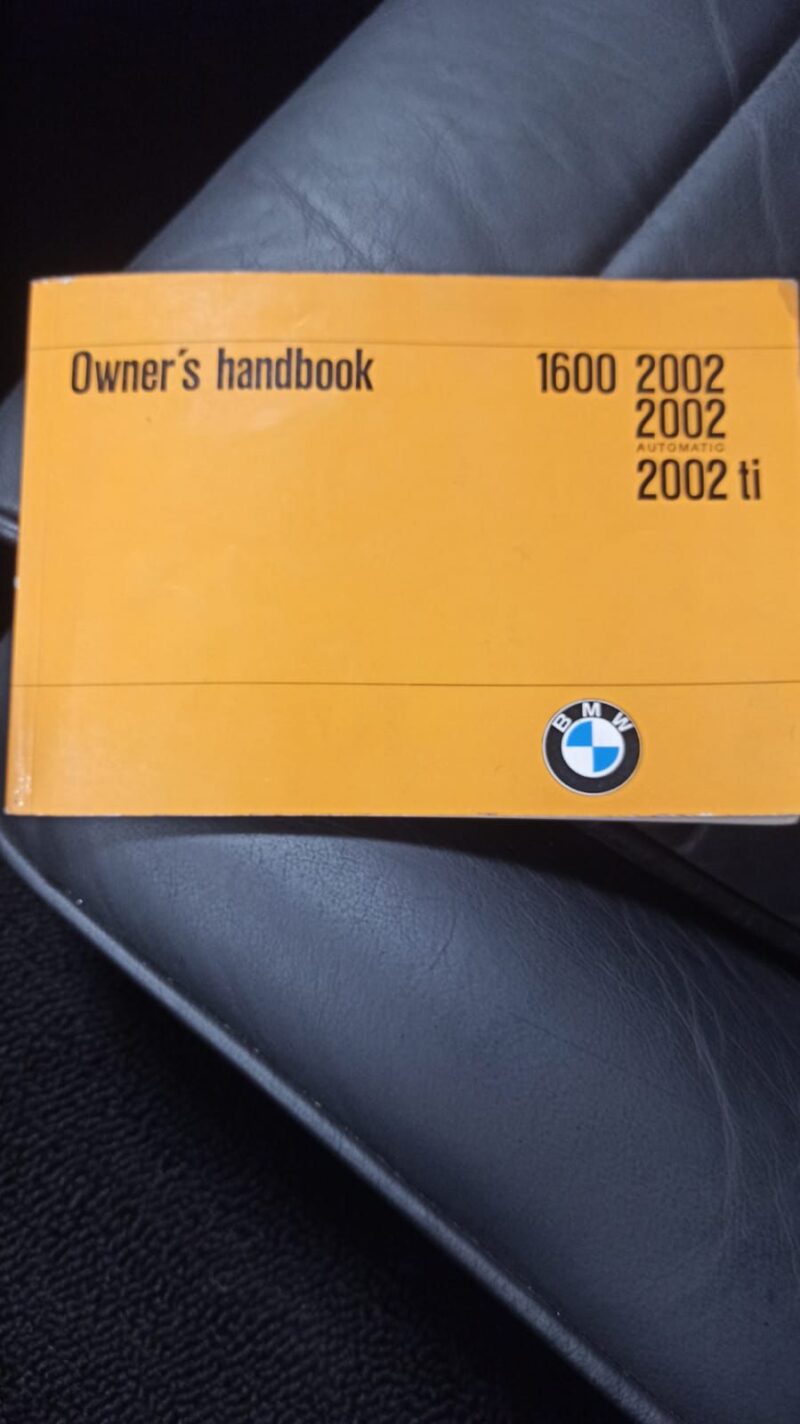 Owner´s handbook
1600 2002
2002
AUTOMATIC
2002 ti
BMW